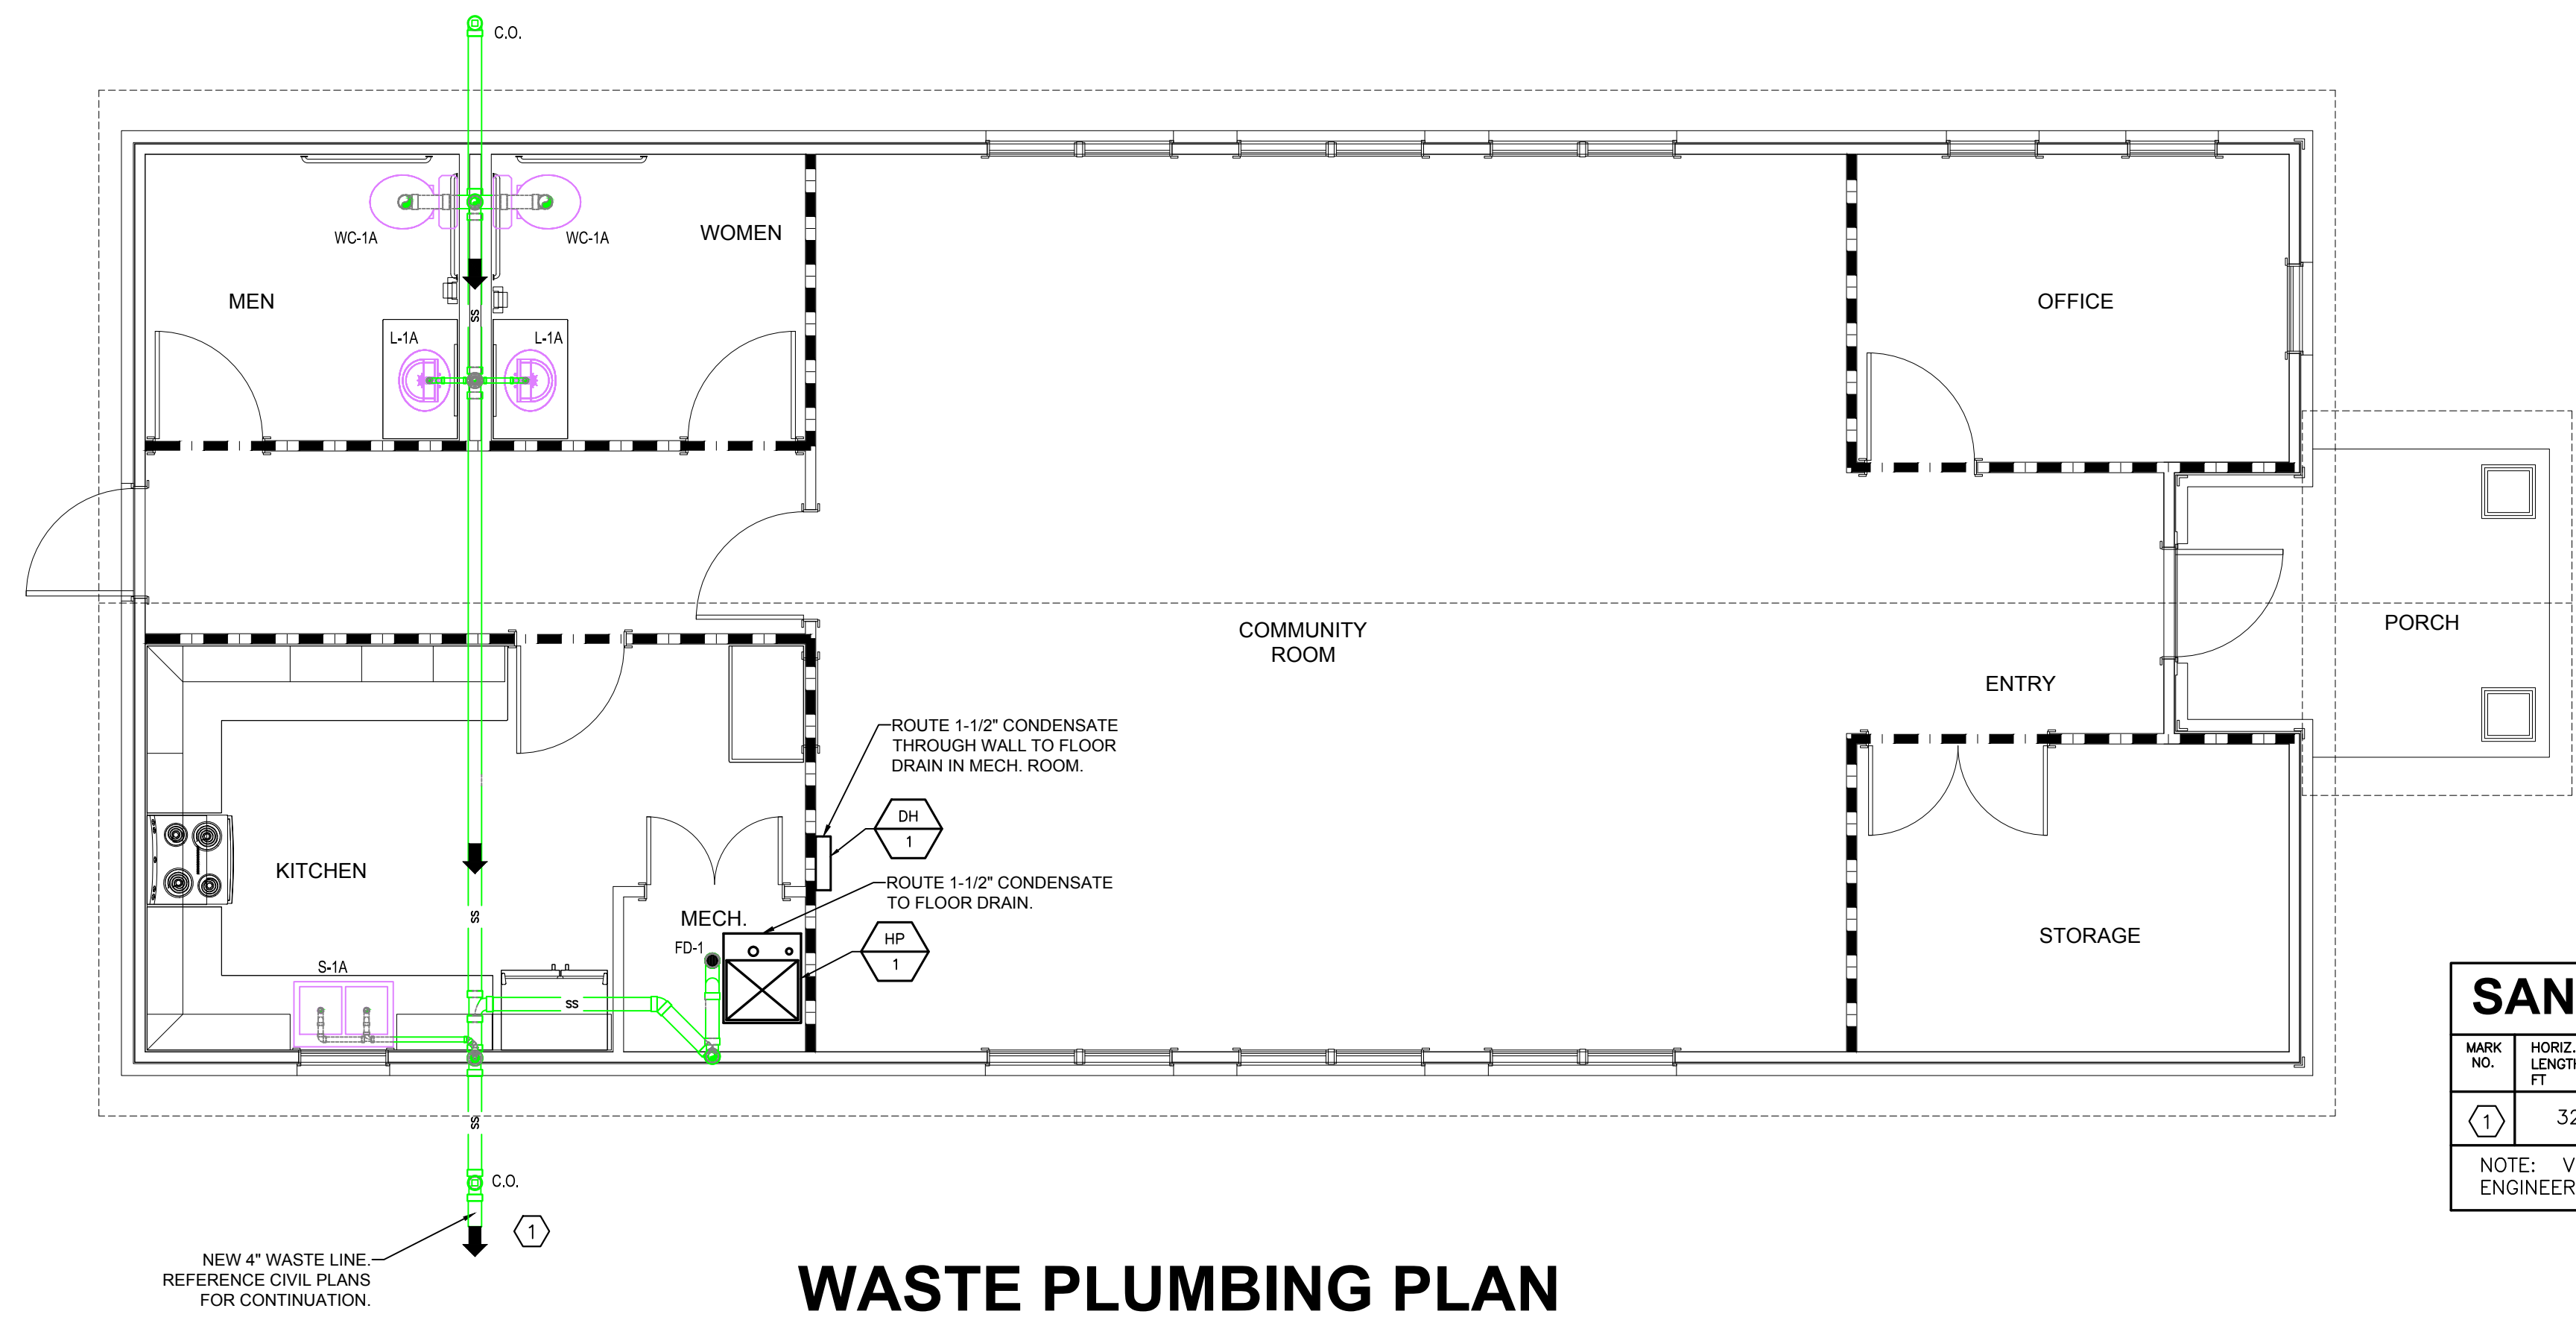 C.O.
WC-1A
WC-1A
WOMEN
MEN
SS
L-1A
L-1A
OFFICE
COMMUNITY
ROOM
PORCH
ENTRY
ROUTE 1-1/2" CONDENSATE
THROUGH WALL TO FLOOR
DRAIN IN MECH. ROOM.
DH
1
KITCHEN
ROUTE 1-1/2" CONDENSATE
TO FLOOR DRAIN.
SS
MECH.
FD-1
HP
1
STORAGE
S-1A
SS
SS
C.O.
1
NEW 4" WASTE LINE.
REFERENCE CIVIL PLANS
FOR CONTINUATION.
WASTE PLUMBING PLAN
SAN
MARK
NO.
HORIZ.
LENGTH
FT
1
32
NOTE: V
ENGINEER